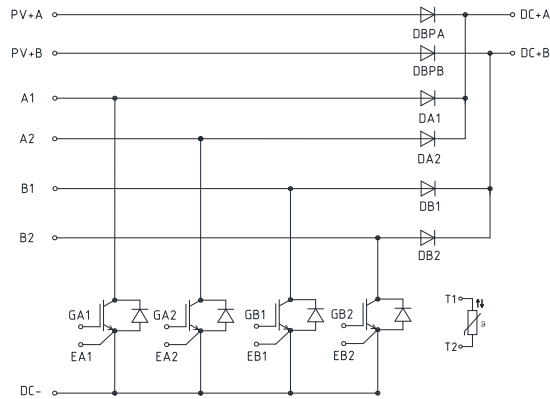 PV+A
DC+A
DBPA
PV+B
DC+B
DBPB
A1
DA1
A2
DA2
B1
DB1
B2
DB2
GA1
GA2
GB1
GB2
T1
EA1
EA2
EB1
EB2
T2
DC-